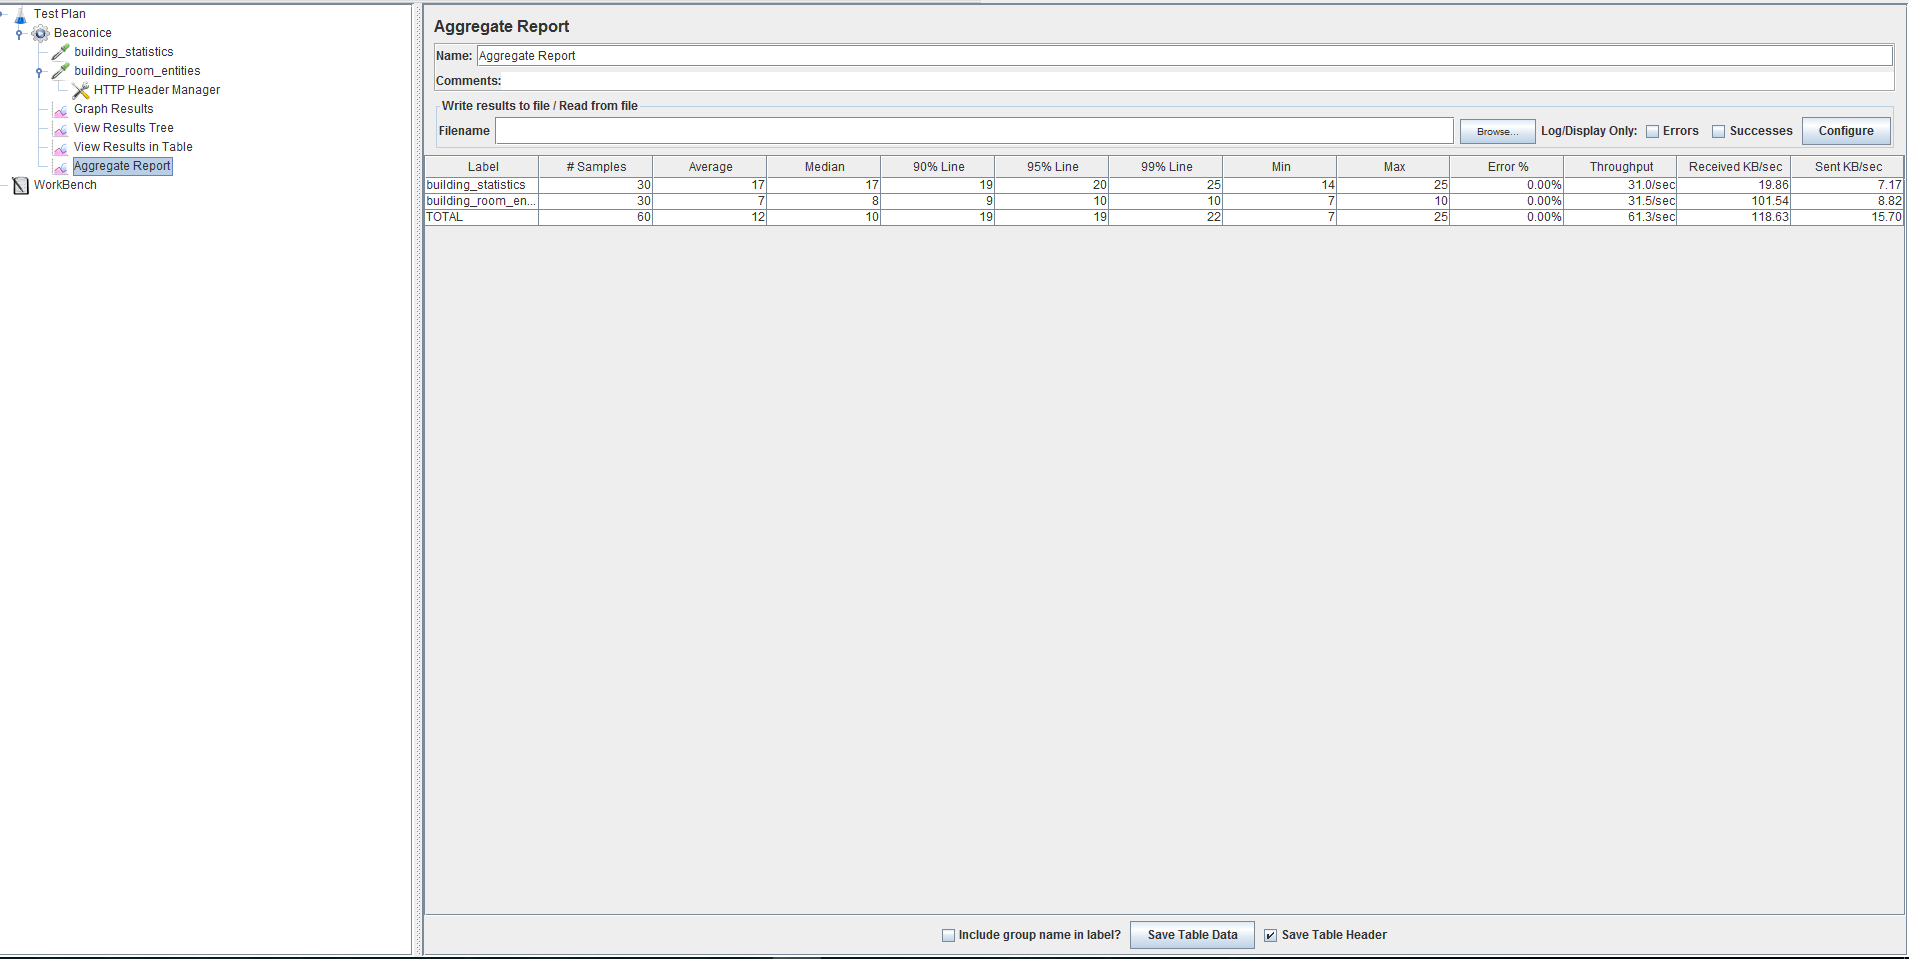 Test Plan
Beaconice
building_statistics
building_room_entities
HTTP Header Manager
Graph Results
View Results Tree
View Results in Table
Aggregate Report
WorkBench
Aggregate Report
Name: Aggregate Report
Comments:
Write results to file / Read from file
Filename Browse... Log/Display Only: Errors Successes Configure
Label # Samples Average Median 90% Line 95% Line 99% Line Min Max Error % Throughput Received KB/sec Sent KB/sec
building_statistics 30 17 17 19 20 25 14 25 0.00% 31.0/sec 19.86 7.17
building_room_en... 30 7 8 9 10 10 7 10 0.00% 31.5/sec 101.54 8.82
TOTAL 60 12 10 19 19 22 7 25 0.00% 61.3/sec 118.63 15.70
Include group name in label? Save Table Data Save Table Header